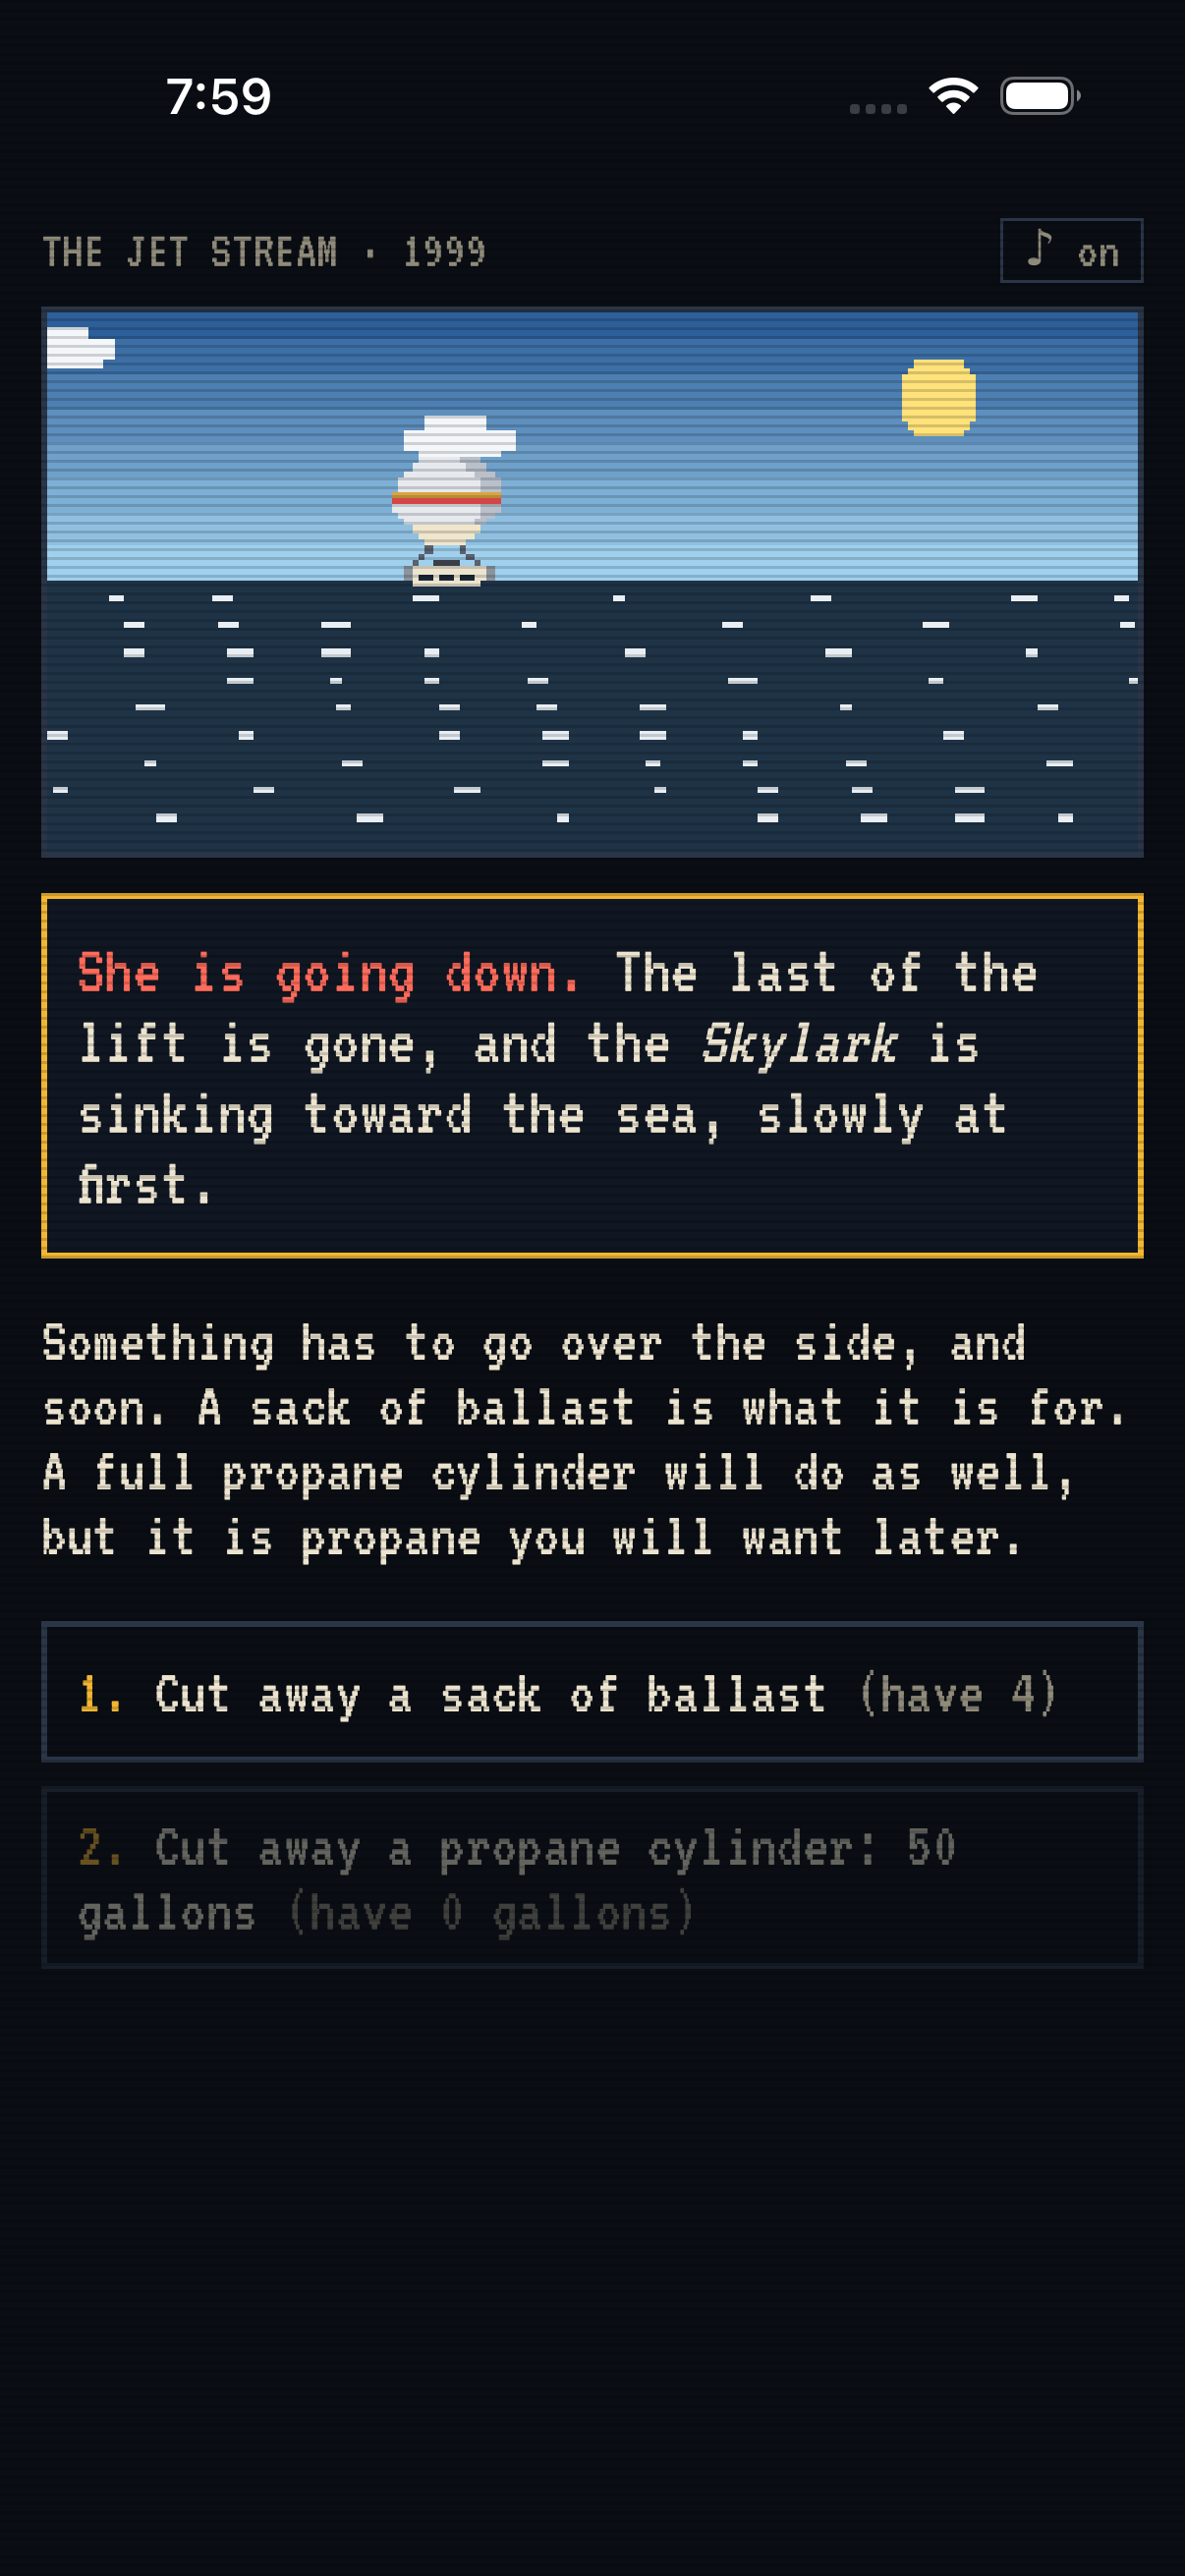 7:59
THE JET STREAM · 1999
♪ on
She is going down. The last of the
lift is gone, and the Skylark is
sinking toward the sea, slowly at
first.
Something has to go over the side, and
soon. A sack of ballast is what it is for.
A full propane cylinder will do as well,
but it is propane you will want later.
1. Cut away a sack of ballast (have 4)
2. Cut away a propane cylinder: 50
gallons (have 0 gallons)